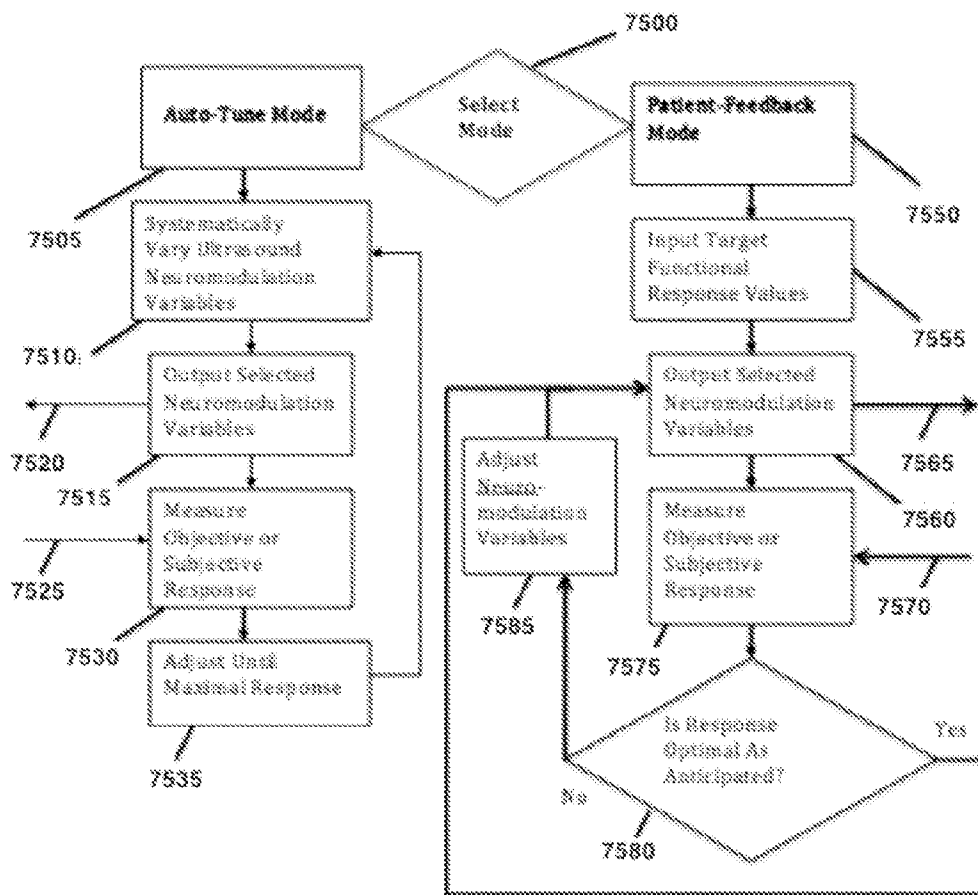 7500
Auto-Tune Mode
Select
Mode
Patient-Feedback
Mode
7505
7550
Systematically
Vary Ultrasound
Neuromodulation
Variables
Input Target
Functional
Response Values
7510
7555
Output Selected
Neuromodulation
Variables
Output Selected
Neuromodulation
Variables
7520
7515
7565
7560
Adjust
Neuro-
modulation
Variables
Measure
Objective or
Subjective
Response
Measure
Objective or
Subjective
Response
7525
7570
7585
7530
7575
Adjust Until
Maximal Response
7535
Is Response
Optimal As
Anticipated?
Yes
No
7580